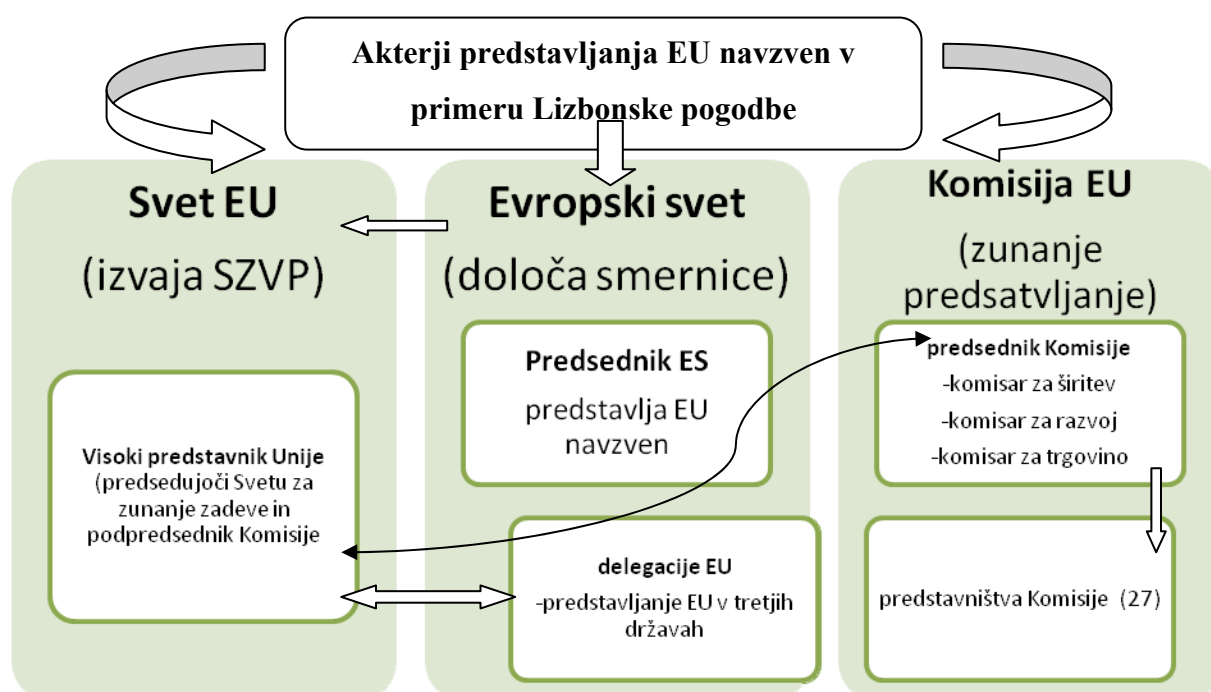 Akterji predstavljanja EU navzven v
primeru Lizbonske pogodbe
Svet EU
(izvaja SZVP)
Visoki predstavnik Unije
(predsedujoči Svetu za
zunanje zadeve in
podpredsednik Komisije
Evropski svet
(določa smernice)
Predsednik ES
predstavlja EU
navzven
delegacije EU
-predstavljanje EU v tretjih
državah
Komisija EU
(zunanje
predsatvljanje)
predsednik Komisije
-komisar za širitev
-komisar za razvoj
-komisar za trgovino
predstavništva Komisije (27)